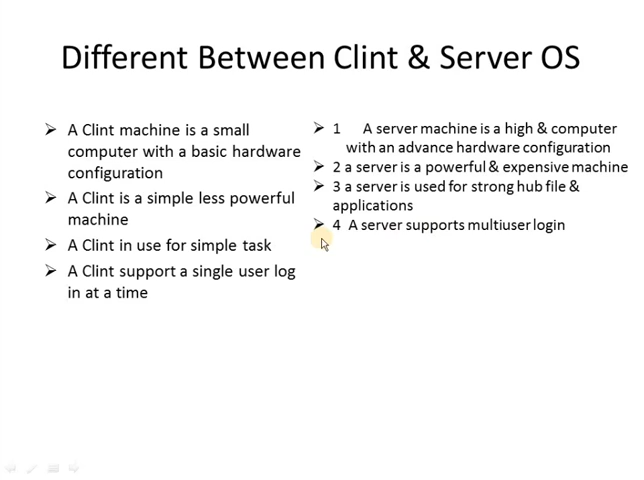 Different Between Clint & Server OS
➢ A Clint machine is a small
computer with a basic hardware
configuration
➢ A Clint is a simple less powerful
machine
➢ A Clint in use for simple task
➢ A Clint support a single user log
in at a time
➢ 1 A server machine is a high & computer
with an advance hardware configuration
➢ 2 a server is a powerful & expensive machine
➢ 3 a server is used for strong hub file &
applications
➢ 4 A server supports multiuser login